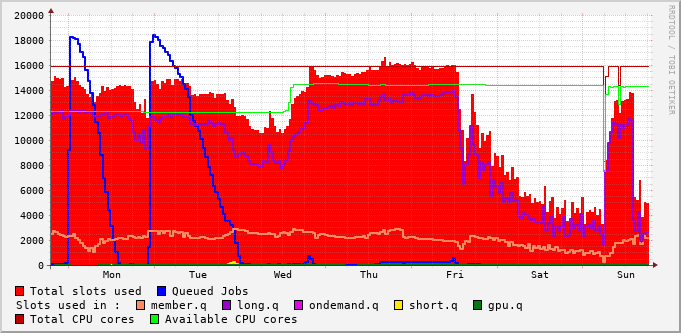 20000
18000
16000
14000
12000
10000
8000
6000
4000
2000
0
Mon Tue Wed Thu Fri Sat Sun
RRDTOOL / TOBI OETIKER
Total slots used Queued Jobs
Slots used in : member.q long.q ondemand.q short.q gpu.q
Total CPU cores Available CPU cores